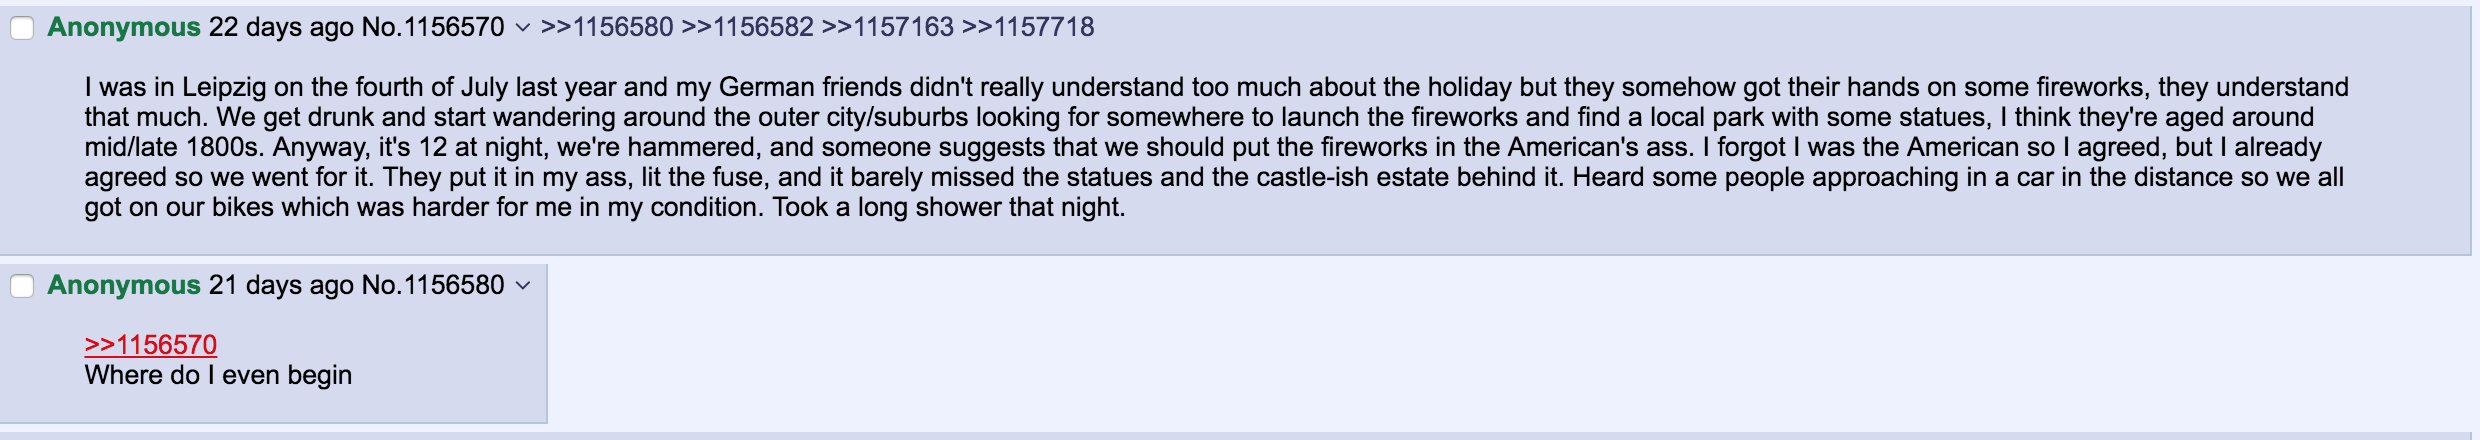 Anonymous 22 days ago No.1156570 >>1156580 >>1156582 >>1157163 >>1157718
I was in Leipzig on the fourth of July last year and my German friends didn't really understand too much about the holiday but they somehow got their hands on some fireworks, they understand
that much. We get drunk and start wandering around the outer city/suburbs looking for somewhere to launch the fireworks and find a local park with some statues, I think they're aged around
mid/late 1800s. Anyway, it's 12 at night, we're hammered, and someone suggests that we should put the fireworks in the American's ass. I forgot I was the American so I agreed, but I already
agreed so we went for it. They put it in my ass, lit the fuse, and it barely missed the statues and the castle-ish estate behind it. Heard some people approaching in a car in the distance so we all
got on our bikes which was harder for me in my condition. Took a long shower that night.
Anonymous 21 days ago No.1156580
>>1156570
Where do I even begin